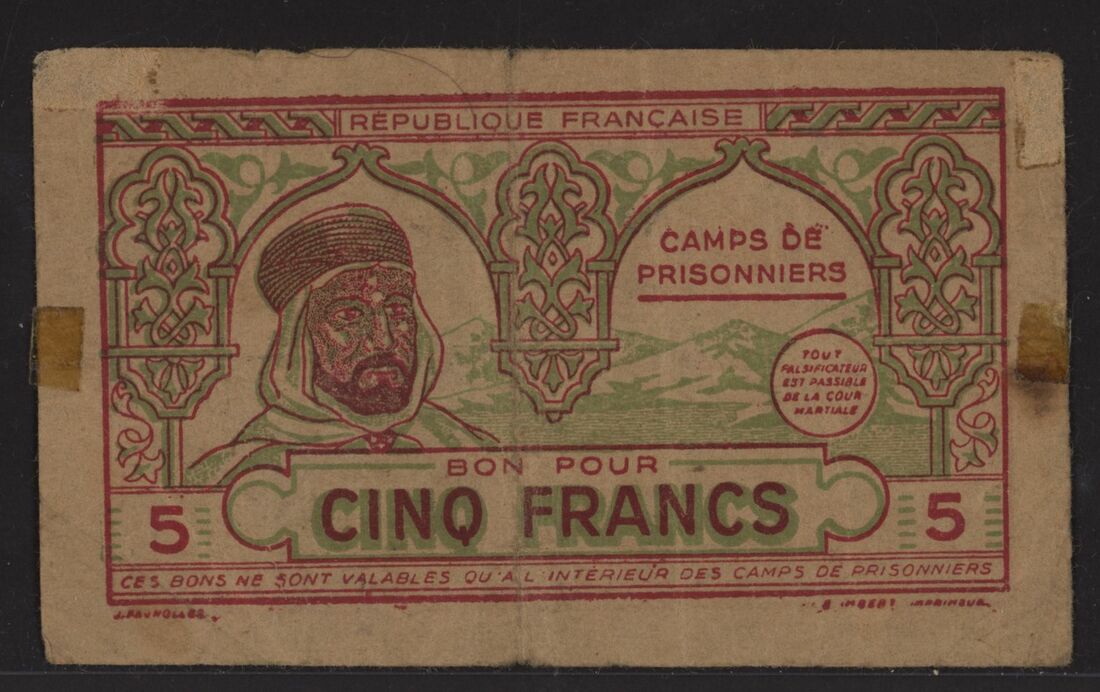 RÉPUBLIQUE FRANÇAISE
CAMPS DE
PRISONNIERS
TOUT
FALSIFICATEUR
EST PASSIBLE
DE LA COUR
MARTIALE
BON POUR
CINQ FRANCS
5
5
CES BONS NE SONT VALABLES QU'À L'INTÉRIEUR DES CAMPS DE PRISONNIERS
IMBERT IMPRIMEUR